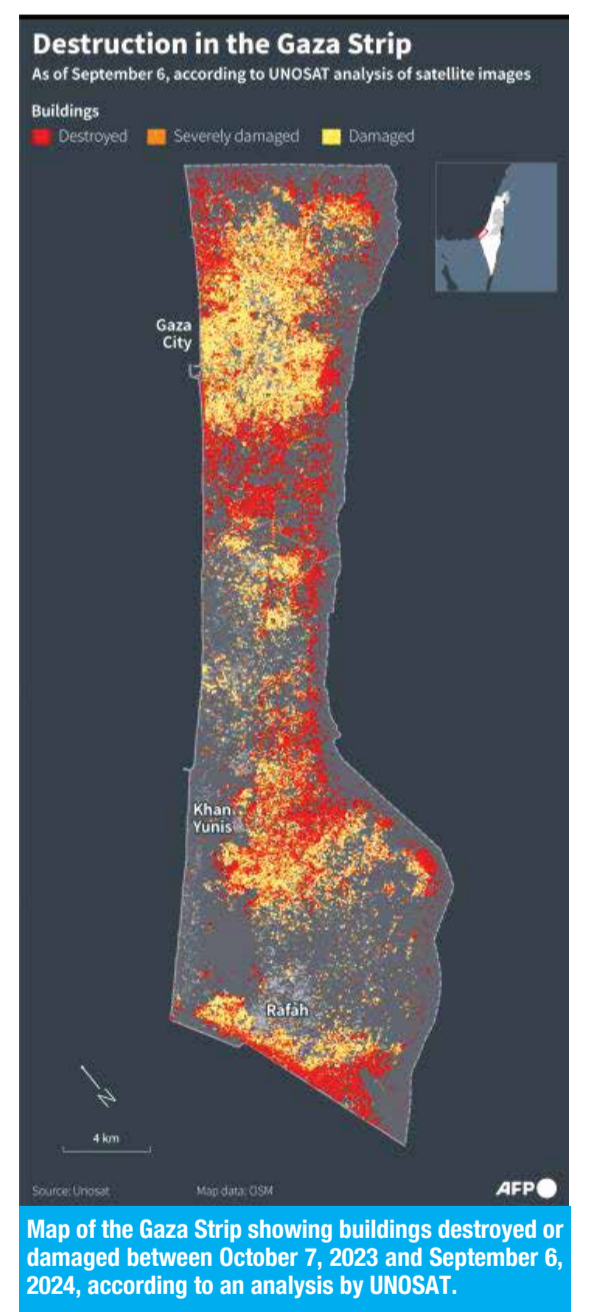 Destruction in the Gaza Strip
As of September 6, according to UNOSAT analysis of satellite images
Buildings
Destroyed Severely damaged Damaged
Gaza
City
Khan
Yunis
Rafah
N
4 km
Source: Unosat Map data: OSM AFP
Map of the Gaza Strip showing buildings destroyed or
damaged between October 7, 2023 and September 6,
2024, according to an analysis by UNOSAT.